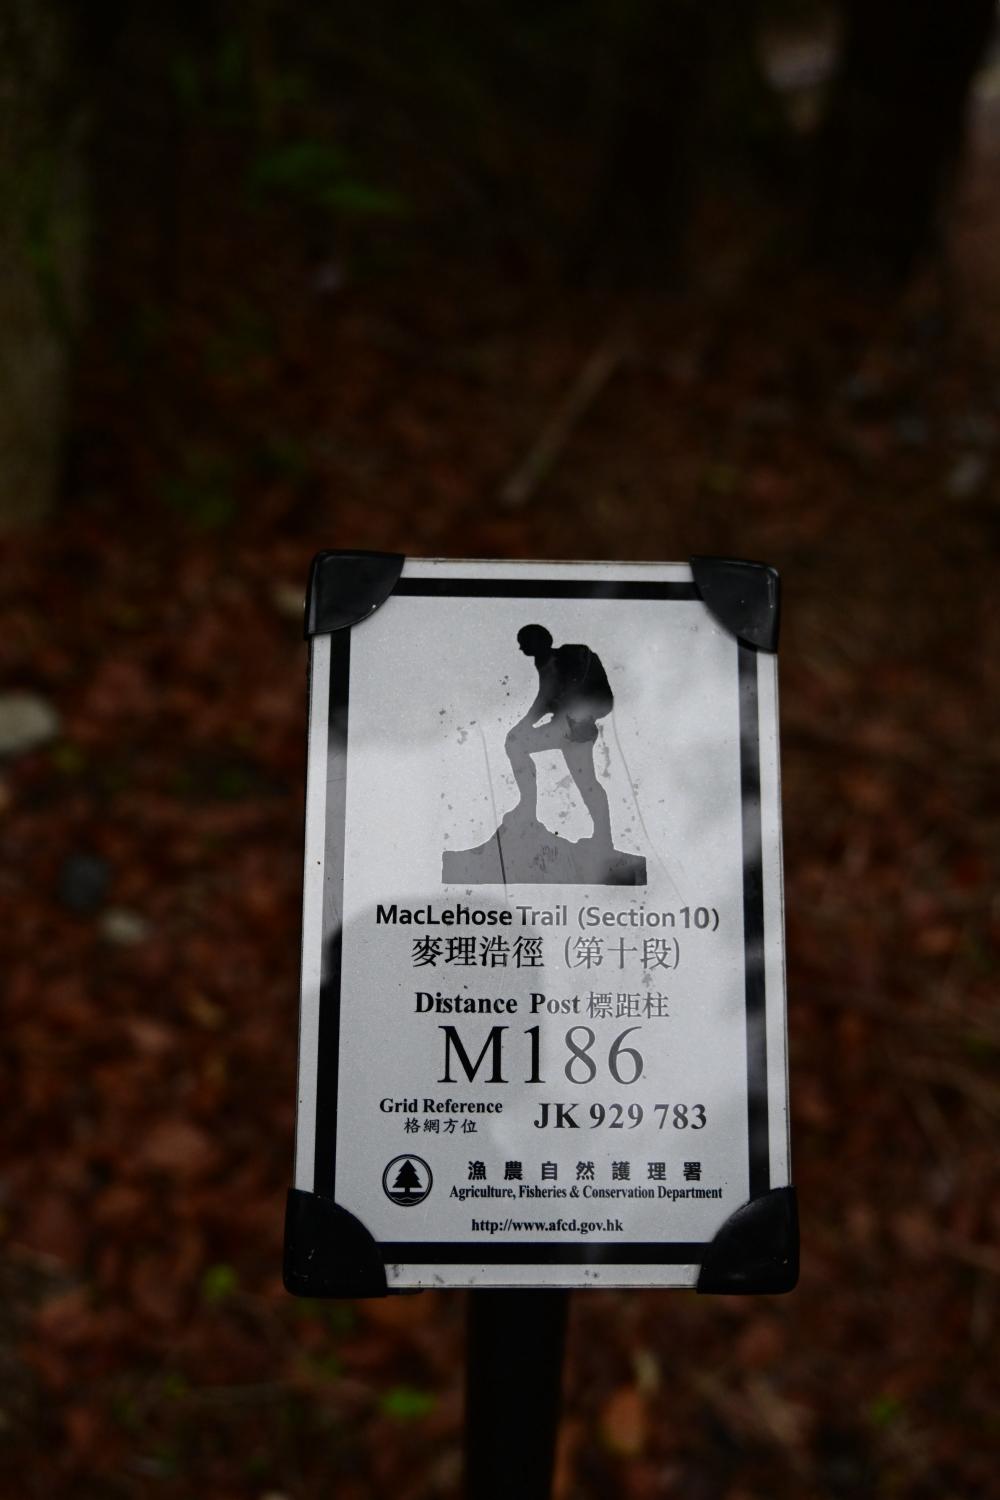 MacLehose Trail (Section 10)
麥理浩徑 (第十段)
Distance Post 標距柱
M186
Grid Reference JK 929 783
格網方位
漁農自然護理署
Agriculture, Fisheries & Conservation Department
http://www.afcd.gov.hk